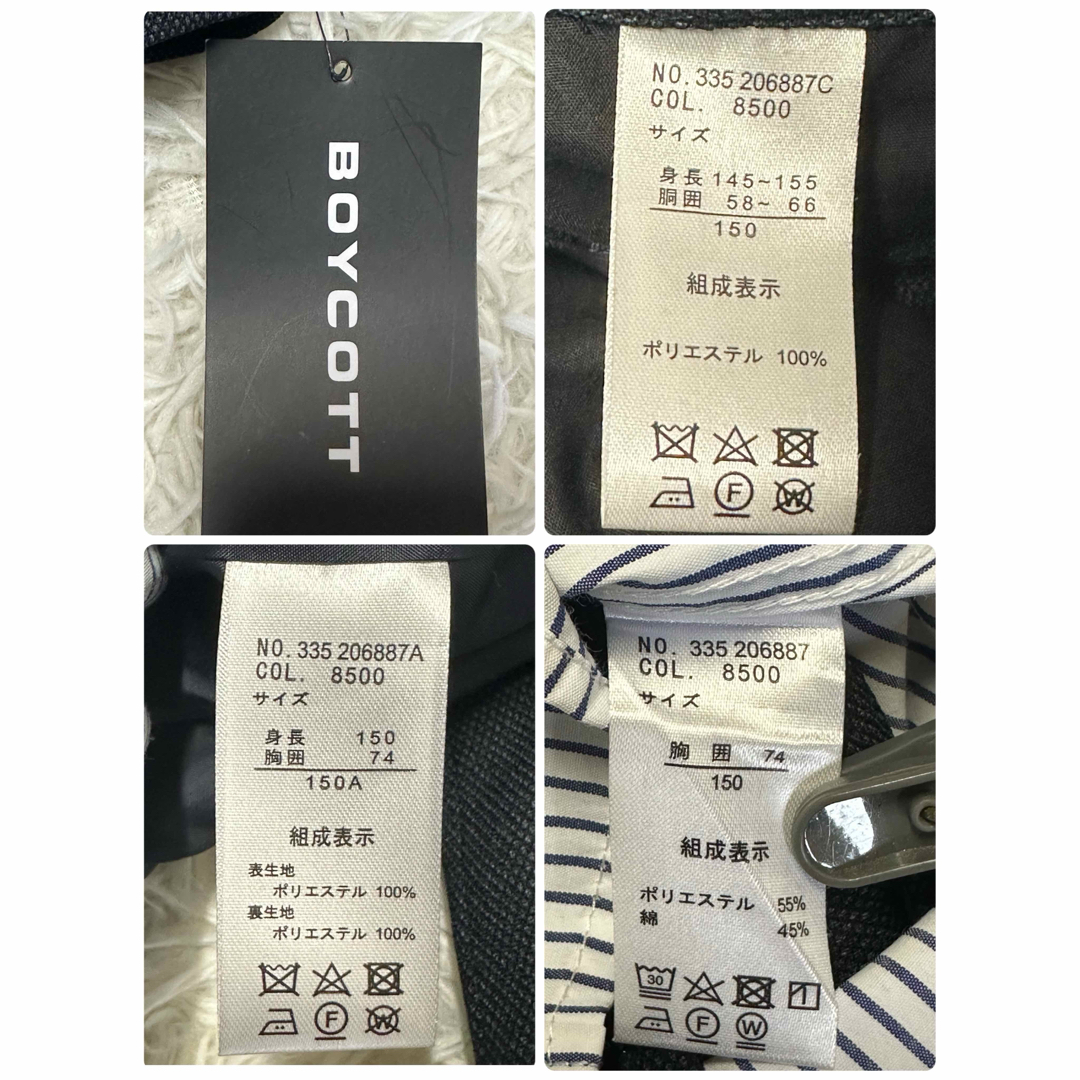 BOYCOTT
NO. 335 206887C
COL. 8500
サイズ
身長 145~155
胴囲 58~ 66
150
組成表示
ポリエステル 100%
F
W
NO. 335 206887A
COL. 8500
サイズ
身長 150
胸囲 74
150A
組成表示
表生地
ポリエステル 100%
裏生地
ポリエステル 100%
F
W
NO. 335 206887
COL. 8500
サイズ
胸 囲 74
150
組成表示
ポリエステル 55%
綿 45%
30
F
W